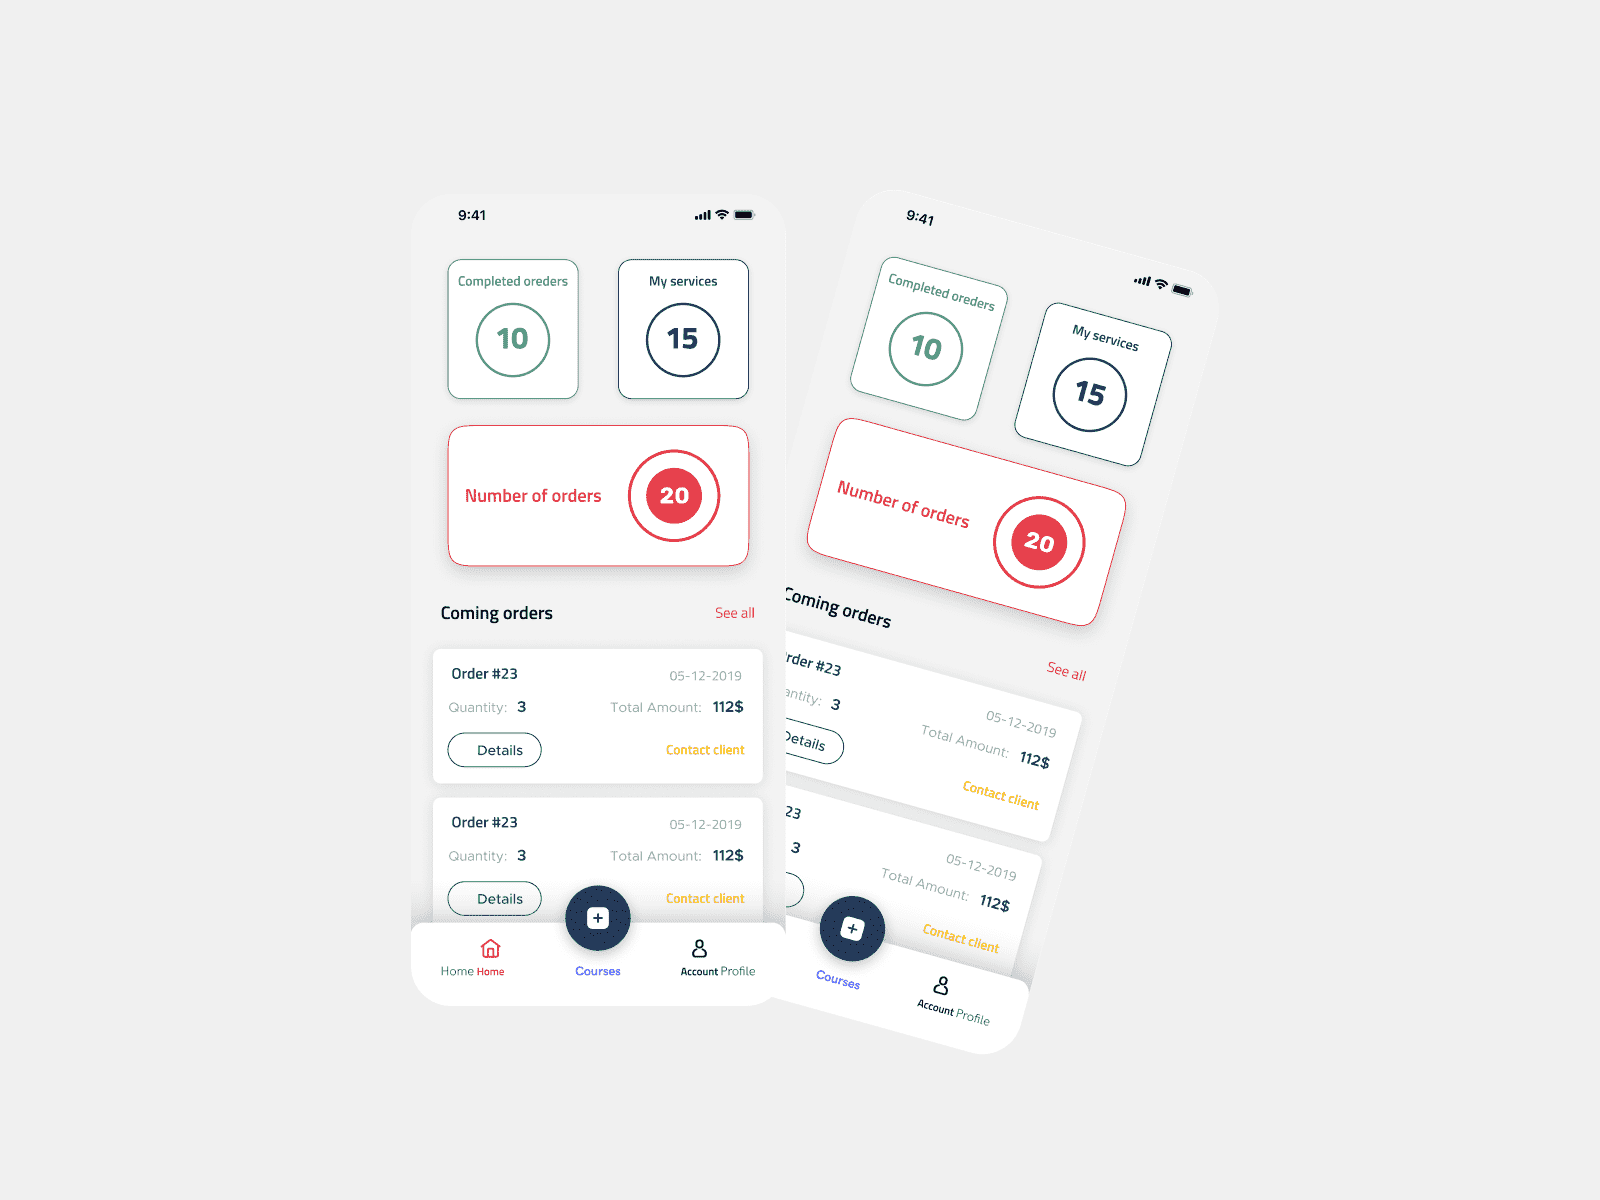 9:41
Completed oreders
My services
10
15
Number of orders
20
Coming orders
See all
Order #23
05-12-2019
Quantity: 3
Total Amount: 112$
Details
Contact client
Order #23
05-12-2019
Quantity: 3
Total Amount: 112$
Details
Contact client
Home Home
Courses
Account Profile
9:41
Completed oreders
My services
10
15
Number of orders
20
Coming orders
See all
rder #23
05-12-2019
antity: 3
Total Amount: 112$
Details
Contact client
23
05-12-2019
3
Total Amount: 112$
Contact client
Courses
Account Profile